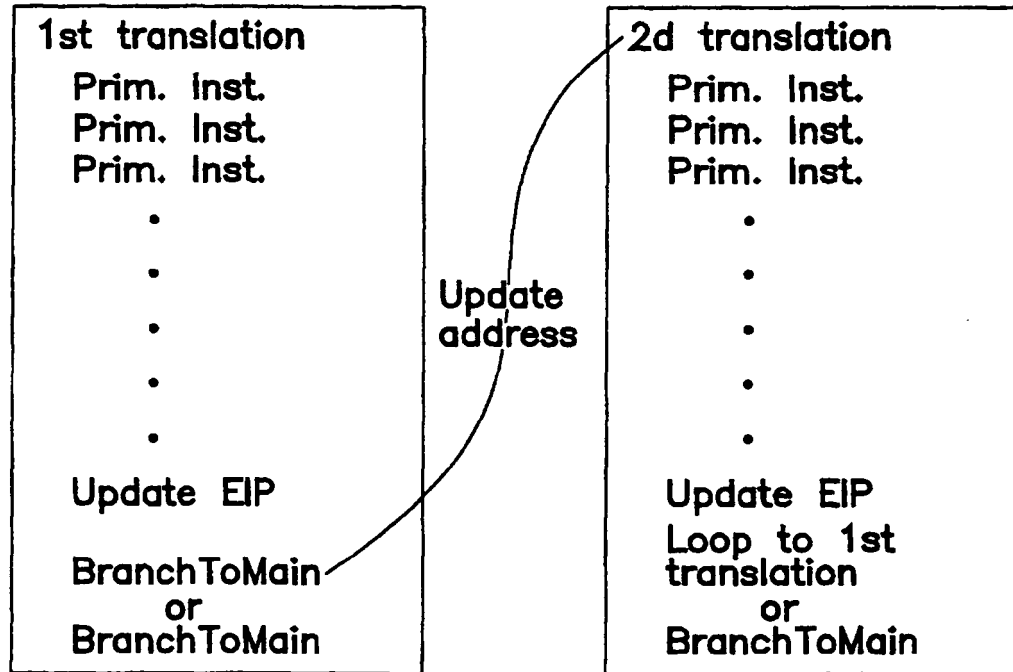 1st translation
Prim. Inst.
Prim. Inst.
Prim. Inst.
Update EIP
BranchToMain
or
BranchToMain
Update
address
2d translation
Prim. Inst.
Prim. Inst.
Prim. Inst.
Update EIP
Loop to 1st
translation
or
BranchToMain